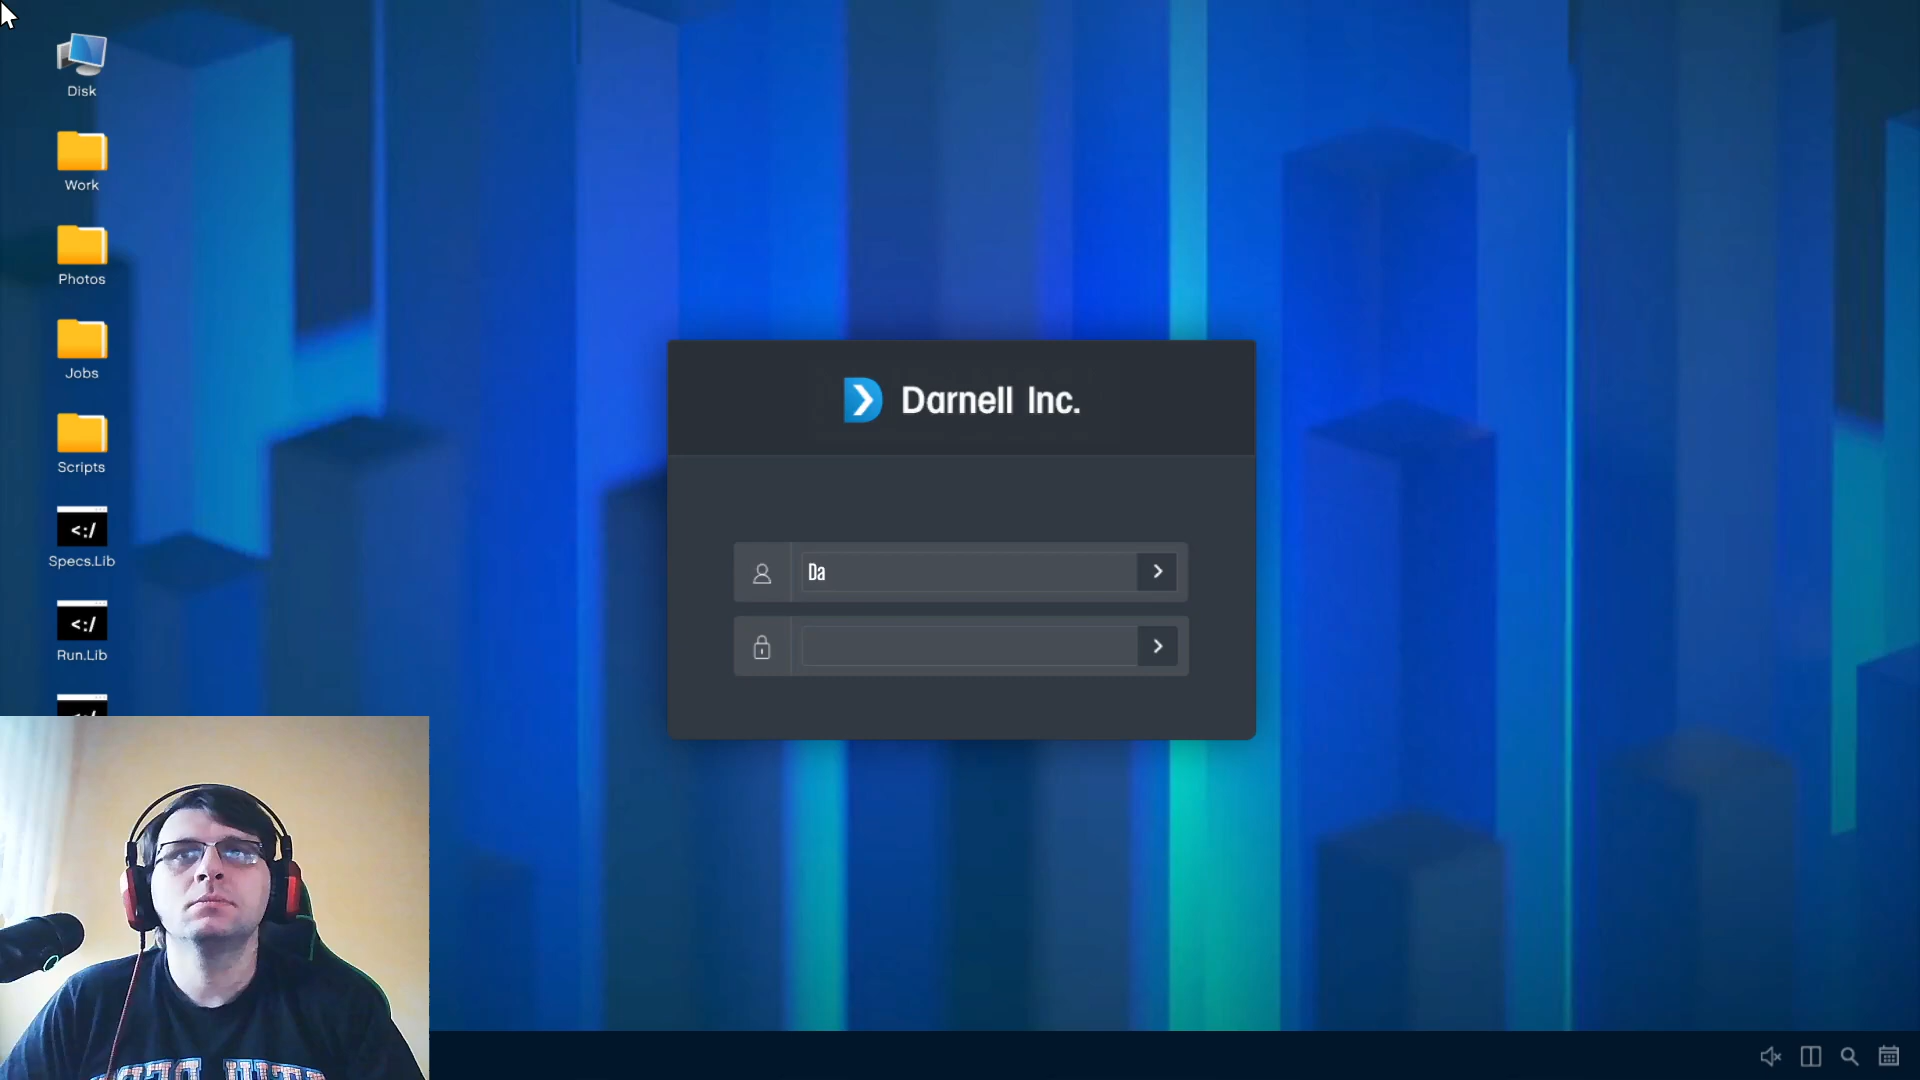 Disk
Work
Photos
Jobs
Scripts
<:/
Specs.Lib
<:/
Run.Lib
Darnell Inc.
Da